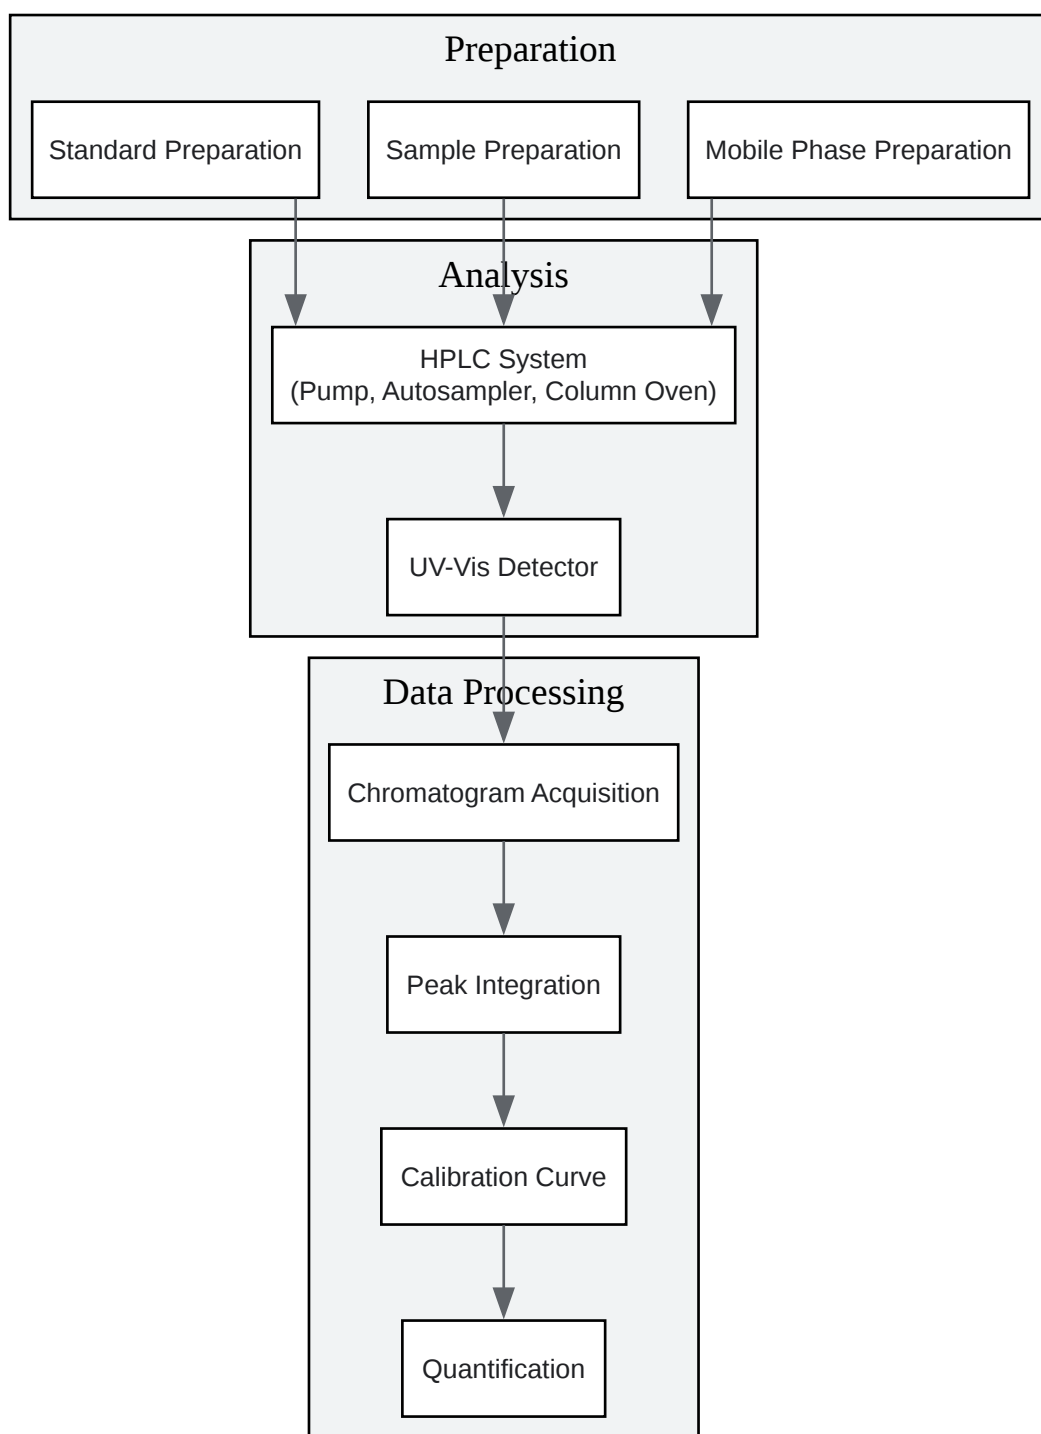 Preparation
Standard Preparation
Sample Preparation
Mobile Phase Preparation
Analysis
HPLC System
(Pump, Autosampler, Column Oven)
UV-Vis Detector
Data Processing
Chromatogram Acquisition
Peak Integration
Calibration Curve
Quantification